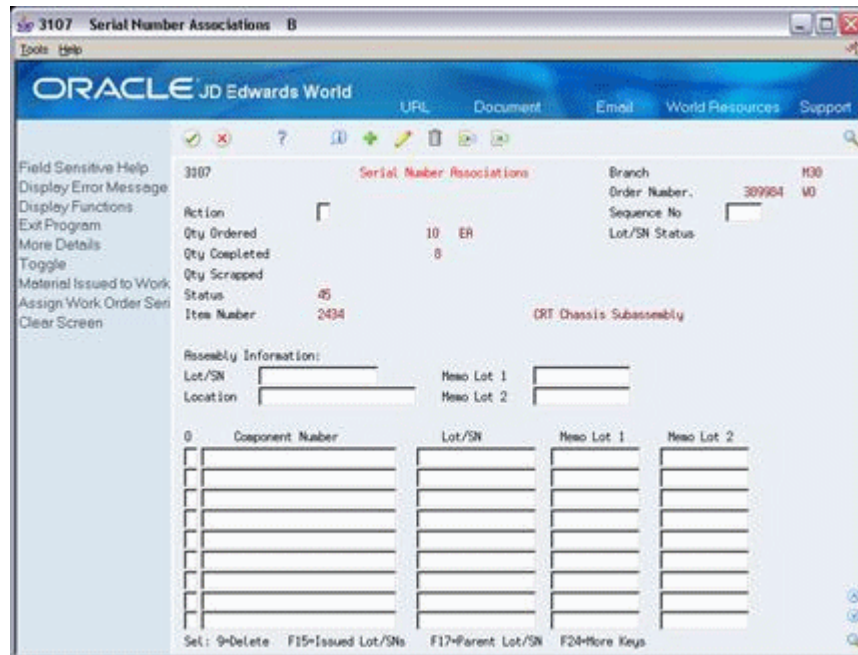 3107 Serial Number Associations B
Tools Help
ORACLE JD Edwards World
URL Document Email World Resources Support
Field Sensitive Help
Display Error Message
Display Functions
Exit Program
More Details
Toggle
Material Issued to Work
Assign Work Order Seri
Clear Screen
3107 Serial Number Associations Branch M30
Order Number. 389984 WO
Action Sequence No
Qty Ordered 10 EA Lot/SN Status
Qty Completed 8
Qty Scrapped
Status 45
Item Number 2434 CRT Chassis Subassembly
Assembly Information:
Lot/SN Memo Lot 1
Location Memo Lot 2
O Component Number Lot/SN Memo Lot 1 Memo Lot 2
Sel: 9=Delete F15=Issued Lot/SNs F17=Parent Lot/SN F24=More Keys